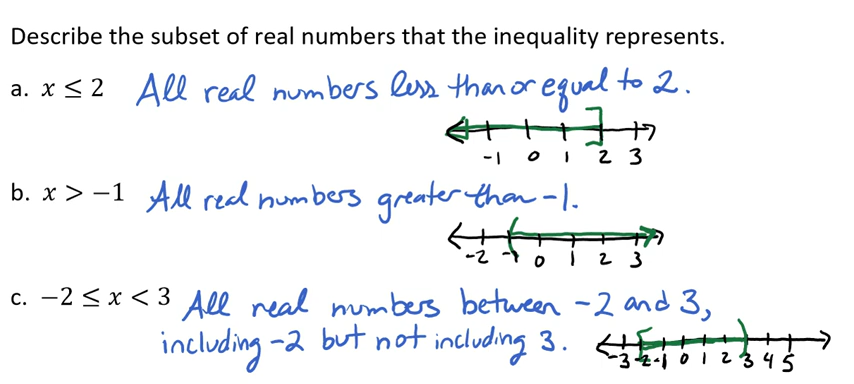 Describe the subset of real numbers that the inequality represents.
a. x ≤ 2 All real numbers less than or equal to 2.
-1 0 1 2 3
b. x > −1 All real numbers greater than -1.
-2 -1 0 1 2 3
c. −2 ≤ x < 3 All real numbers between -2 and 3,
including -2 but not including 3.
-3 -2 -1 0 1 2 3 4 5